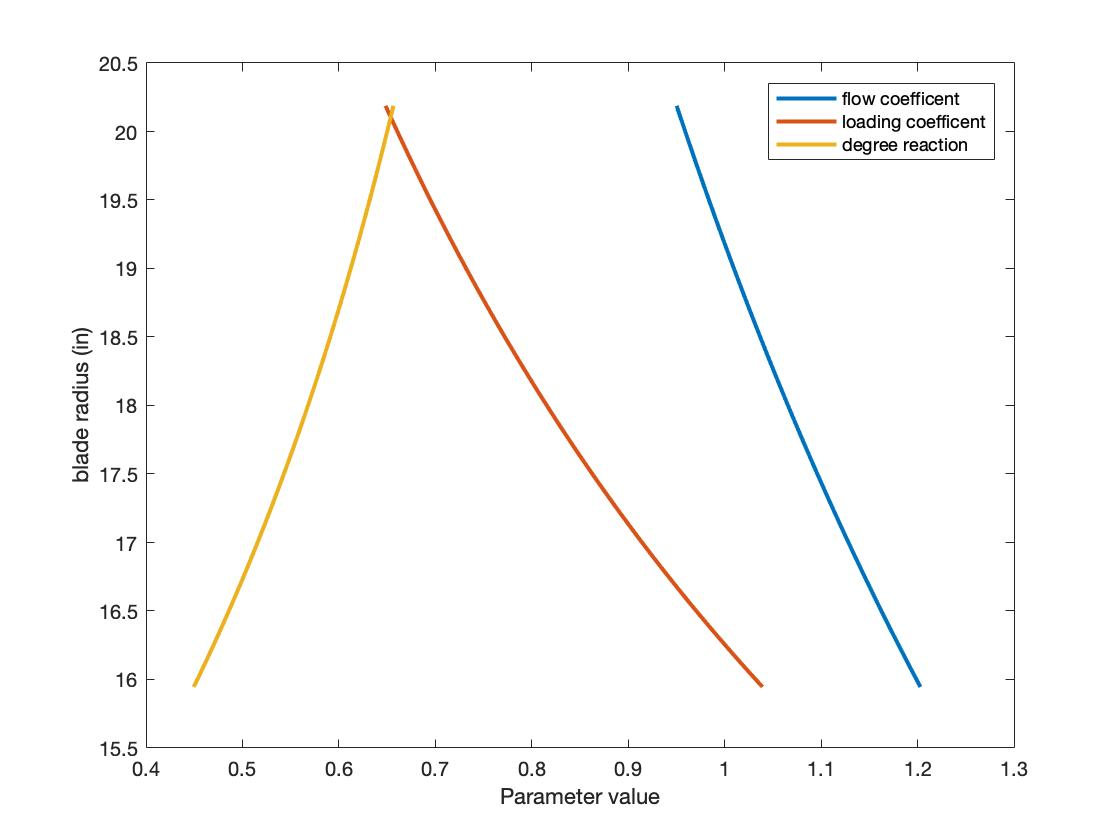 20.5
20
19.5
19
18.5
18
17.5
17
16.5
16
15.5
blade radius (in)
flow coefficent
loading coefficent
degree reaction
0.4 0.5 0.6 0.7 0.8 0.9 1 1.1 1.2 1.3
Parameter value